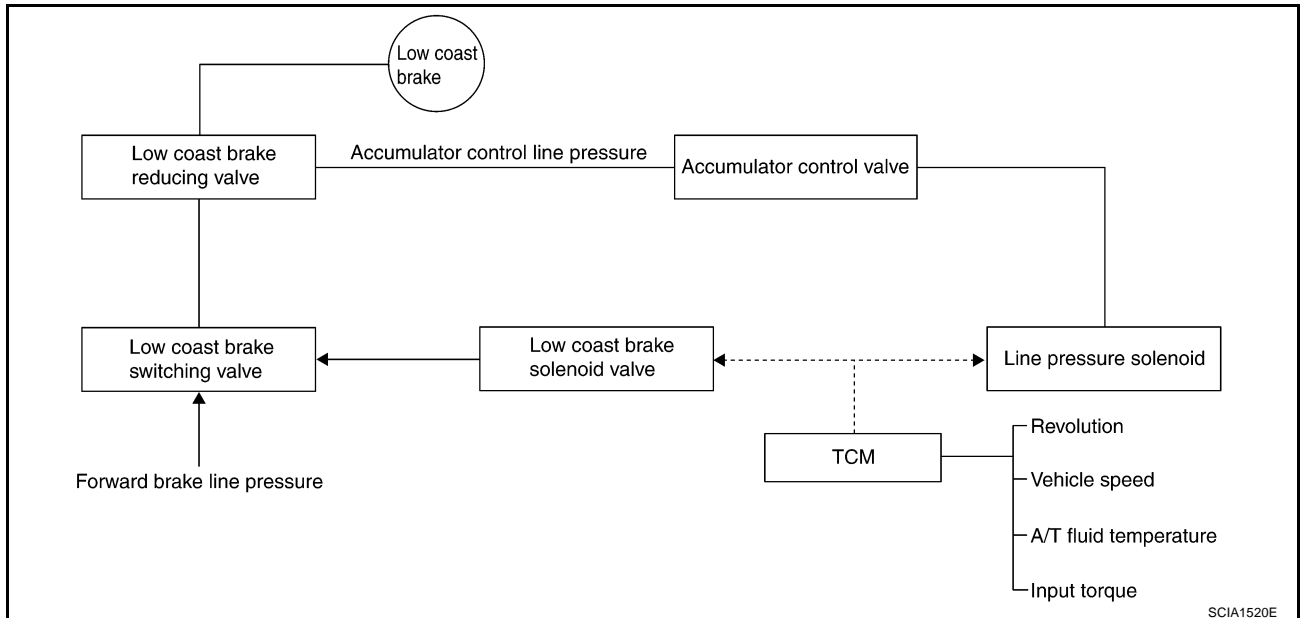 Low coast
brake
Low coast brake
reducing valve
Accumulator control line pressure
Accumulator control valve
Low coast brake
switching valve
Low coast brake
solenoid valve
Line pressure solenoid
TCM
Revolution
Vehicle speed
A/T fluid temperature
Input torque
Forward brake line pressure
SCIA1520E